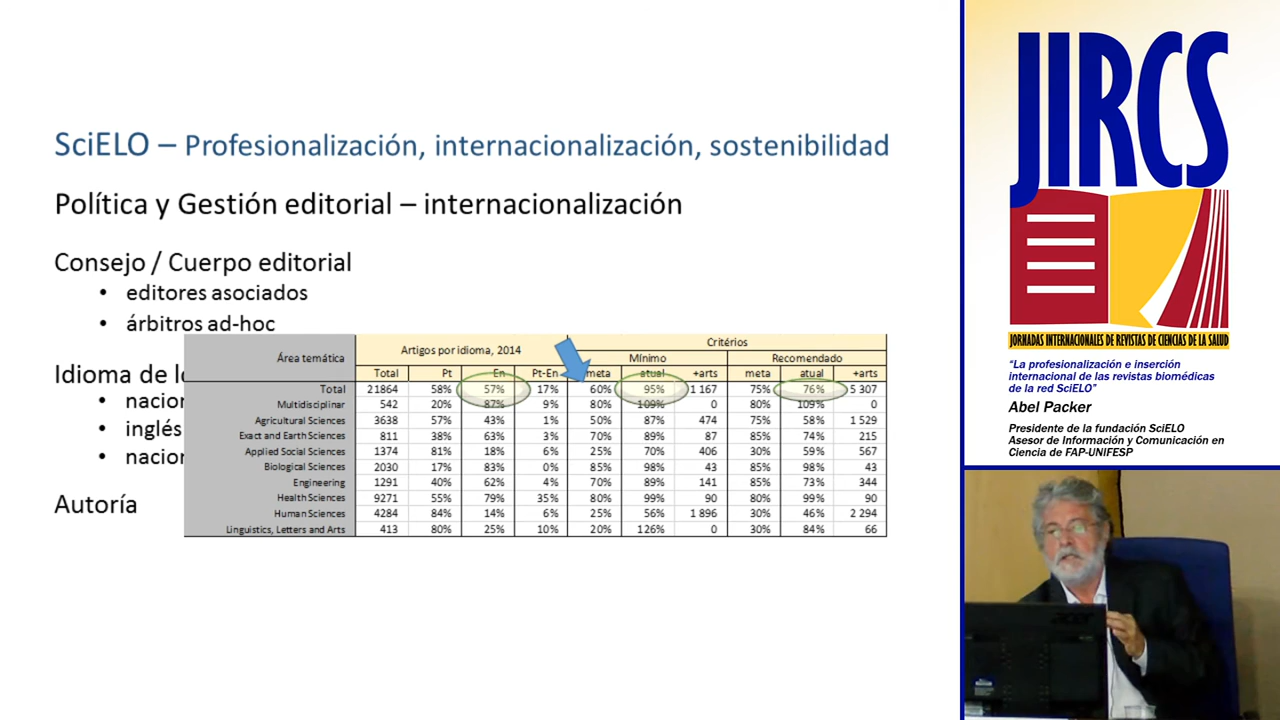 SciELO – Profesionalización, internacionalización, sostenibilidad
Política y Gestión editorial – internacionalización
Consejo / Cuerpo editorial
• editores asociados
• árbitros ad-hoc
Idioma de lo
• nacion
• inglés
• nacion
Autoría
Área temática Artigos por idioma, 2014 Critérios
Mínimo Recomendado
Total Pt En Pt-En meta atual +arts meta atual +arts
Total 21864 58% 57% 17% 60% 95% 1 167 75% 76% 5 307
Multidisciplinar 542 20% 87% 9% 80% 109% 0 80% 109% 0
Agricultural Sciences 3638 57% 43% 1% 50% 87% 474 75% 58% 1 529
Exact and Earth Sciences 811 38% 63% 3% 70% 89% 87 85% 74% 215
Applied Social Sciences 1374 81% 18% 6% 25% 70% 406 30% 59% 567
Biological Sciences 2030 17% 83% 0% 85% 98% 43 85% 98% 43
Engineering 1291 40% 62% 4% 70% 89% 141 85% 73% 344
Health Sciences 9271 55% 79% 35% 80% 99% 90 80% 99% 90
Human Sciences 4284 84% 14% 6% 25% 56% 1 896 30% 46% 2 294
Linguistics, Letters and Arts 413 80% 25% 10% 20% 126% 0 30% 84% 66
JIRCS
JORNADAS INTERNACIONALES DE REVISTAS DE CIENCIAS DE LA SALUD
“La profesionalización e inserción
internacional de las revistas biomédicas
de la red SciELO”
Abel Packer
Presidente de la fundación SciELO
Asesor de Información y Comunicación en
Ciencia de FAP-UNIFESP
acer